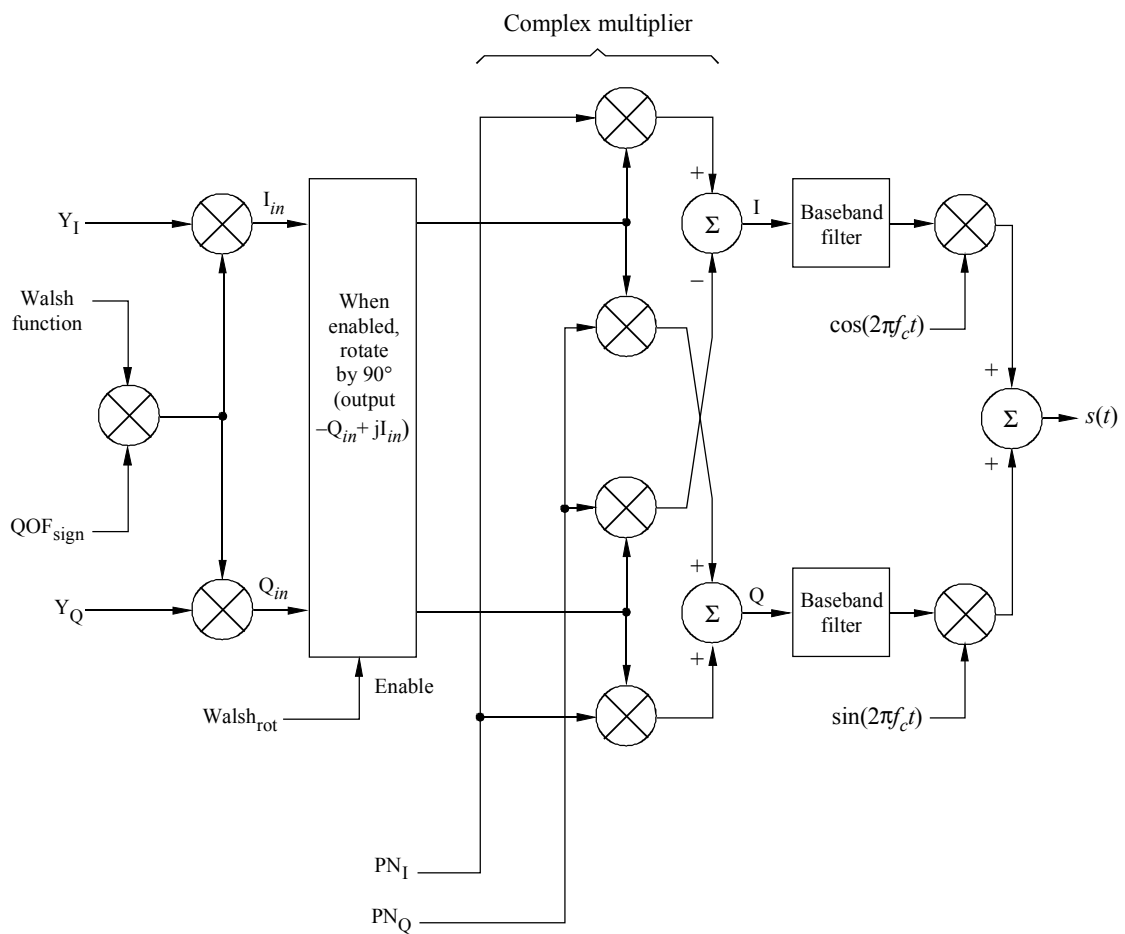 Complex multiplier
Y_I
I_in
Walsh
function
QOF_sign
Y_Q
Q_in
When
enabled,
rotate
by 90°
(output
–Q_in + jI_in)
Enable
Walsh_rot
+
Σ
–
I
Baseband
filter
cos(2πf_c t)
+
Σ
+
s(t)
+
Σ
+
Q
Baseband
filter
sin(2πf_c t)
PN_I
PN_Q